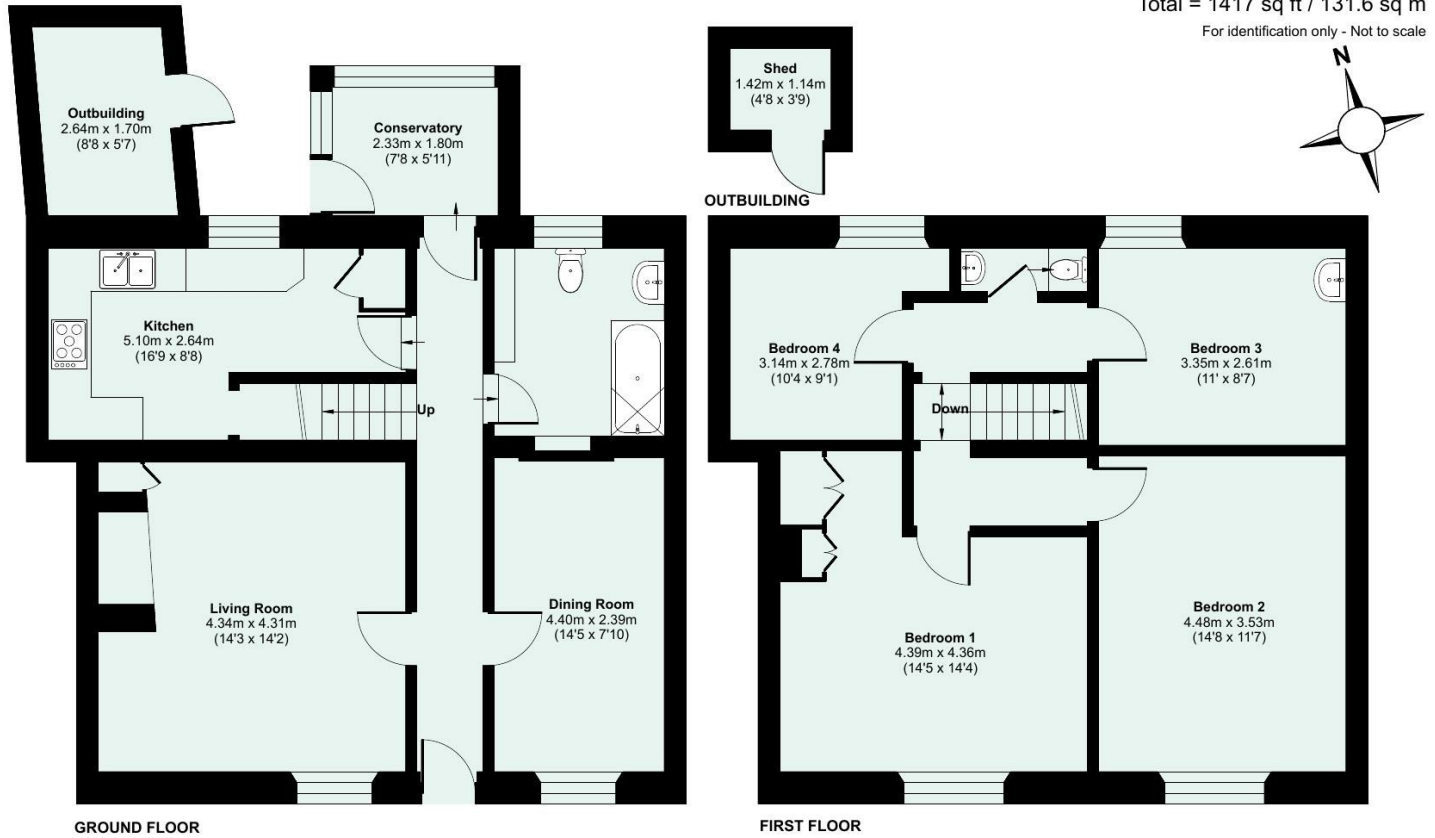 Total = 1417 sq ft / 131.6 sq m
For identification only - Not to scale
N
Outbuilding
2.64m x 1.70m
(8'8 x 5'7)
Conservatory
2.33m x 1.80m
(7'8 x 5'11)
Shed
1.42m x 1.14m
(4'8 x 3'9)
OUTBUILDING
Kitchen
5.10m x 2.64m
(16'9 x 8'8)
Up
Living Room
4.34m x 4.31m
(14'3 x 14'2)
Dining Room
4.40m x 2.39m
(14'5 x 7'10)
GROUND FLOOR
Bedroom 4
3.14m x 2.78m
(10'4 x 9'1)
Bedroom 3
3.35m x 2.61m
(11' x 8'7)
Down
Bedroom 1
4.39m x 4.36m
(14'5 x 14'4)
Bedroom 2
4.48m x 3.53m
(14'8 x 11'7)
FIRST FLOOR